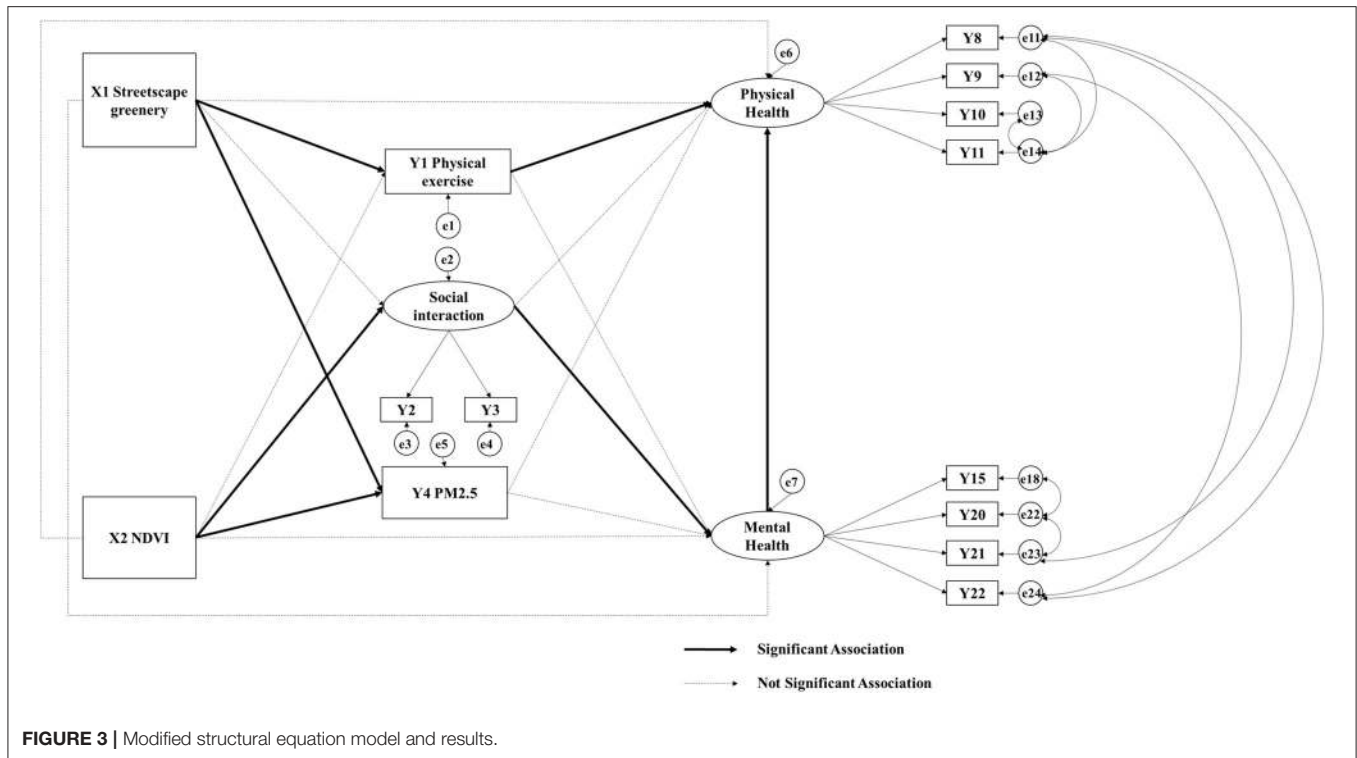 X1 Streetscape
greenery
X2 NDVI
Y1 Physical
exercise
e1
e2
Social
interaction
Y2
Y3
e3
e5
e4
Y4 PM2.5
e6
Physical
Health
e7
Mental
Health
Y8
e11
Y9
e12
Y10
e13
Y11
e14
Y15
e18
Y20
e22
Y21
e23
Y22
e24
Significant Association
Not Significant Association
FIGURE 3 | Modified structural equation model and results.